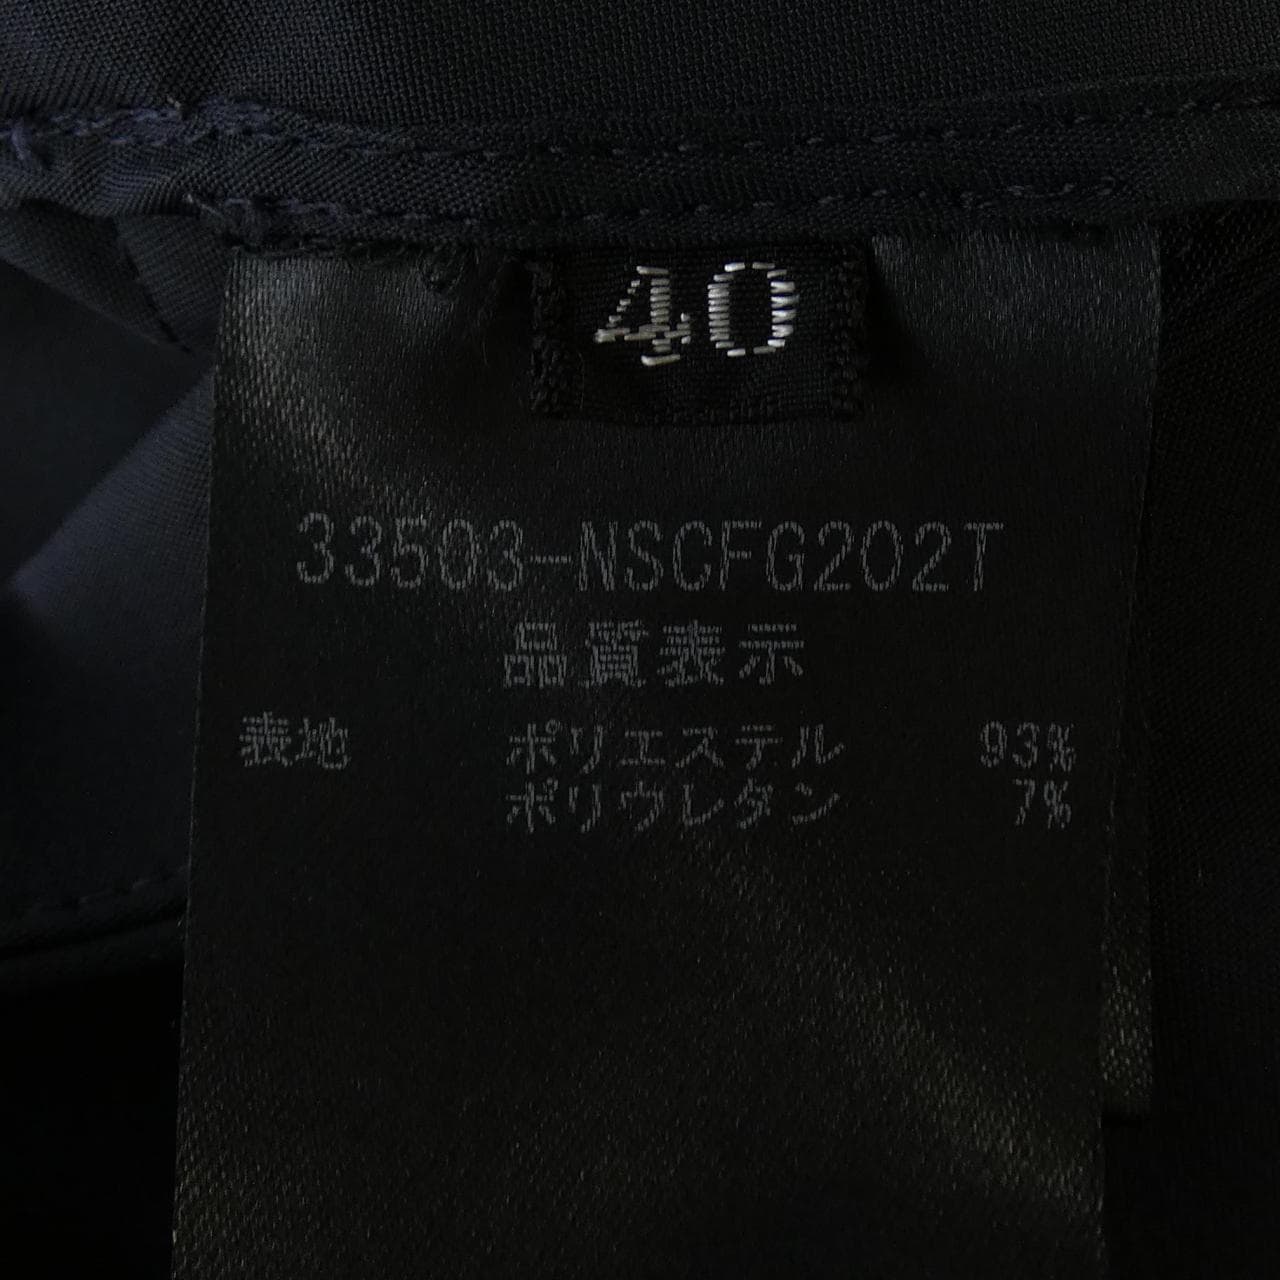 40
33503-NSCFG202T
品質表示
表地 ポリエステル 93%
ポリウレタン 7%